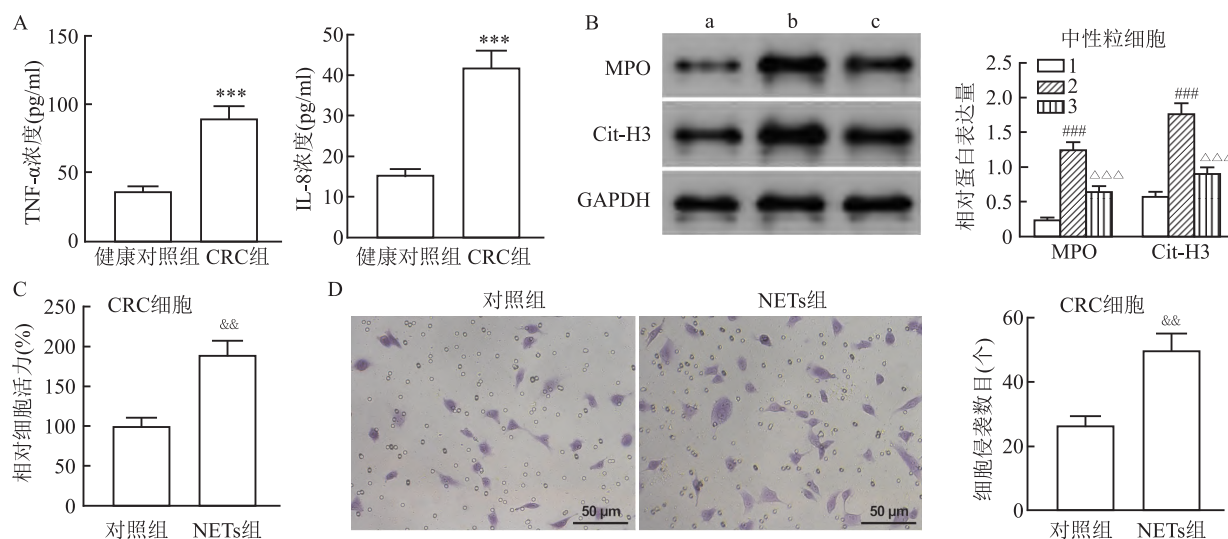 A
TNF-α浓度(pg/ml)
150
100
50
0
***
健康对照组 CRC组
IL-8浓度(pg/ml)
50
40
30
20
10
0
***
健康对照组 CRC组
B
a b c
MPO
Cit-H3
GAPDH
中性粒细胞
相对蛋白表达量
2.5
2.0
1.5
1.0
0.5
0
1
2
3
###
△△△
###
△△△
MPO Cit-H3
C
CRC细胞
相对细胞活力(%)
250
200
150
100
50
0
&&
对照组 NETs组
D
对照组 NETs组
50 μm
50 μm
CRC细胞
细胞侵袭数目(个)
60
40
20
0
&&
对照组 NETs组